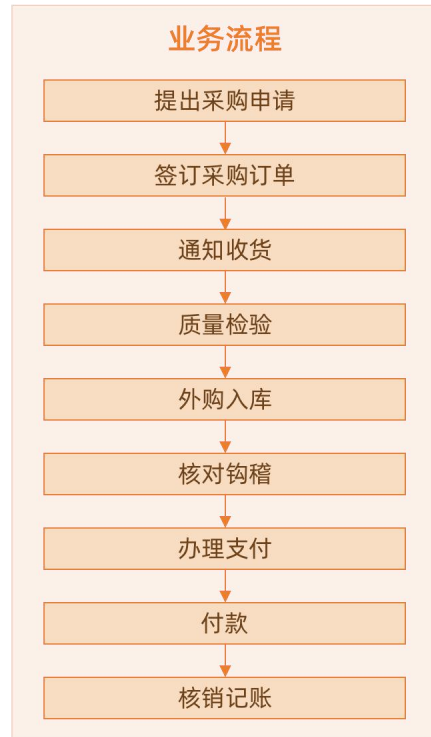 业务流程
提出采购申请
签订采购订单
通知收货
质量检验
外购入库
核对钩稽
办理支付
付款
核销记账